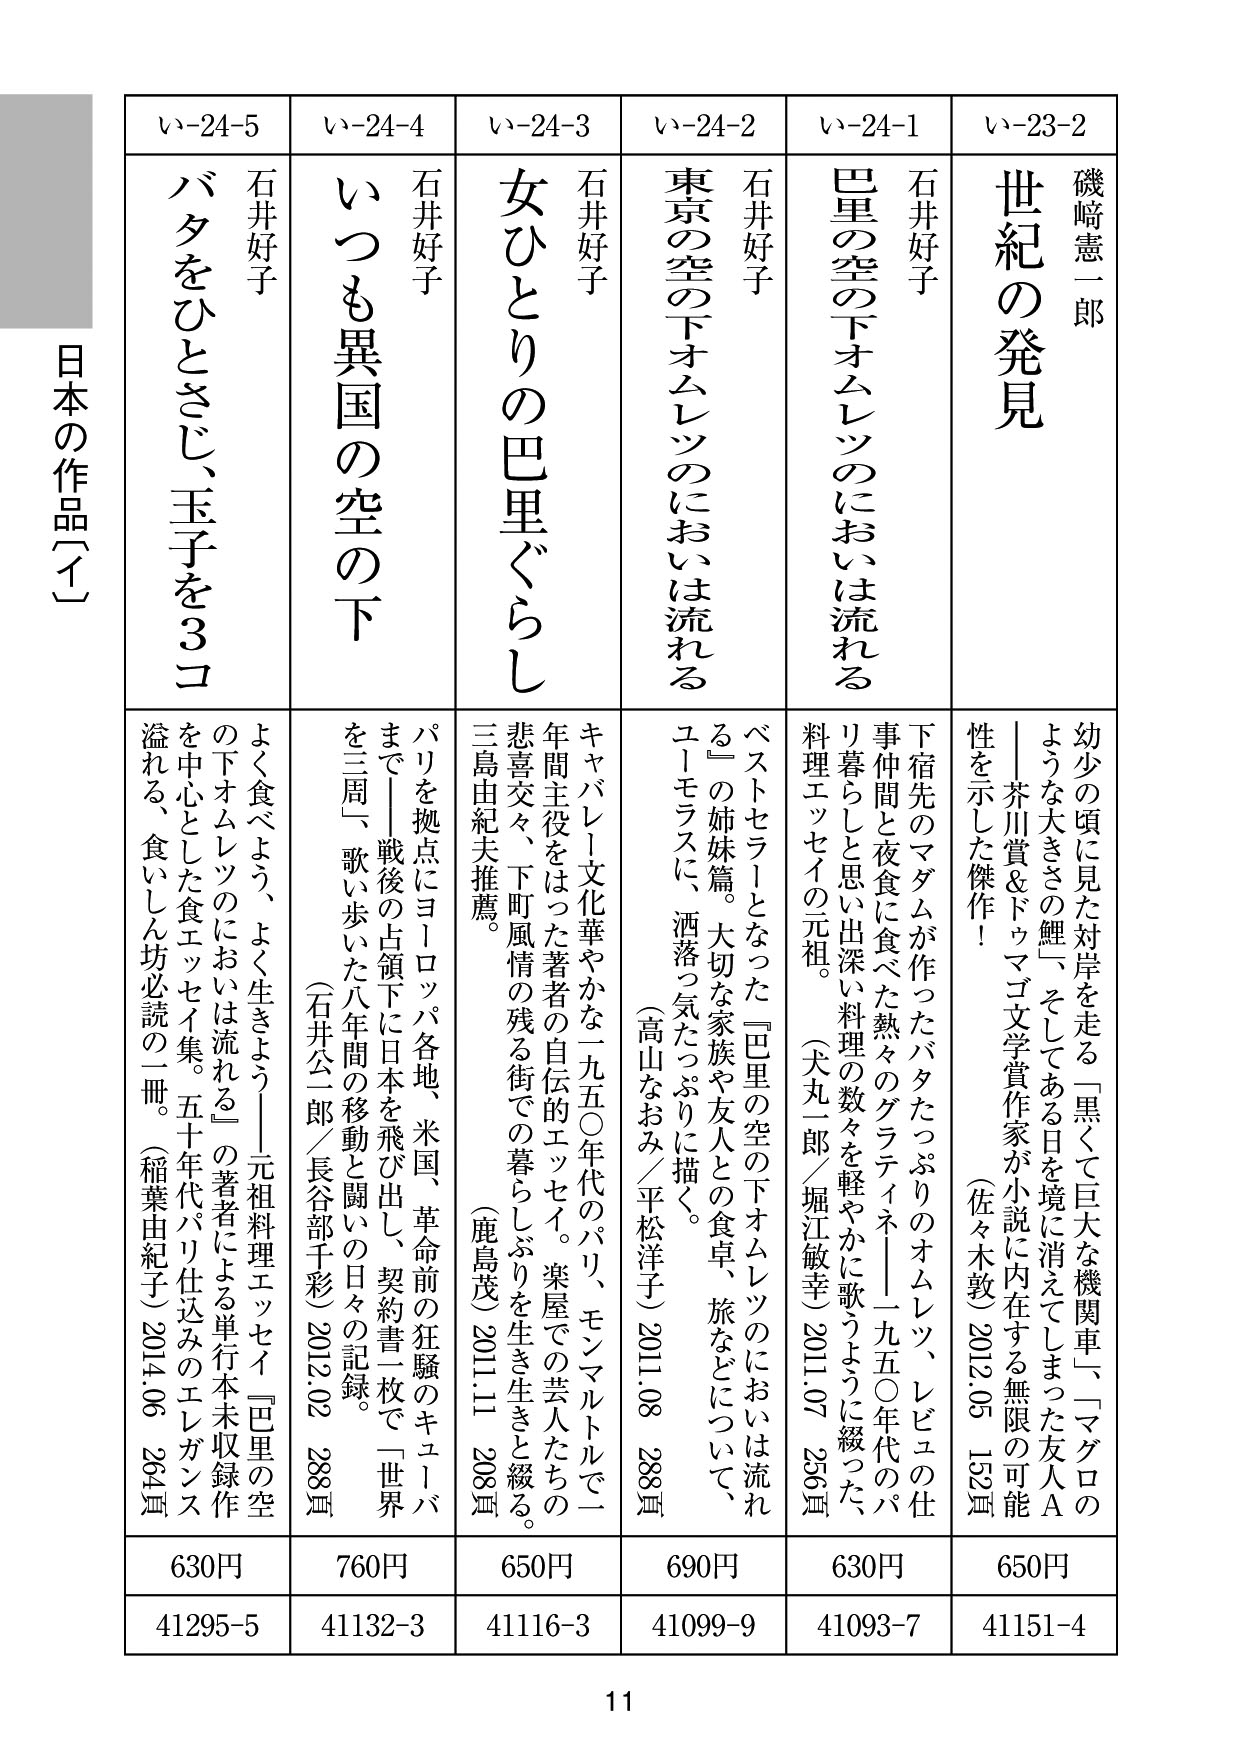 い-23-2
磯﨑憲一郎
世紀の発見
幼少の頃に見た対岸を走る「黒くて巨大な機関車」、「マグロの
ような大きさの鯉」、そしてある日を境に消えてしまった友人A
――芥川賞&ドゥマゴ文学賞作家が小説に内在する無限の可能
性を示した傑作！　（佐々木敦）2012.05　152頁
650円
41151-4
い-24-1
石井好子
巴里の空の下オムレツのにおいは流れる
下宿先のマダムが作ったバタたっぷりのオムレツ、レビュの仕
事仲間と夜食に食べた熱々のグラティネ――一九五〇年代のパ
リ暮らしと思い出深い料理の数々を軽やかに歌うように綴った、
料理エッセイの元祖。　（犬丸一郎／堀江敏幸）2011.07　256頁
630円
41093-7
い-24-2
石井好子
東京の空の下オムレツのにおいは流れる
ベストセラーとなった『巴里の空の下オムレツのにおいは流れ
る』の姉妹篇。大切な家族や友人との食卓、旅などについて、
ユーモラスに、洒落っ気たっぷりに描く。
（高山なおみ／平松洋子）2011.08　288頁
690円
41099-9
い-24-3
石井好子
女ひとりの巴里ぐらし
キャバレー文化華やかな一九五〇年代のパリ、モンマルトルで一
年間主役をはった著者の自伝的エッセイ。楽屋での芸人たちの
悲喜交々、下町風情の残る街での暮らしぶりを生き生きと綴る。
三島由紀夫推薦。　（鹿島茂）2011.11　208頁
650円
41116-3
い-24-4
石井好子
いつも異国の空の下
パリを拠点にヨーロッパ各地、米国、革命前の狂騒のキューバ
まで――戦後の占領下に日本を飛び出し、契約書一枚で「世界
を三周」、歌い歩いた八年間の移動と闘いの日々の記録。
（石井公一郎／長谷部千彩）2012.02　288頁
760円
41132-3
い-24-5
石井好子
バタをひとさじ、玉子を3コ
よく食べよう、よく生きよう――元祖料理エッセイ『巴里の空
の下オムレツのにおいは流れる』の著者による単行本未収録作
を中心とした食エッセイ集。五十年代パリ仕込みのエレガンス
溢れる、食いしん坊必読の一冊。（稲葉由紀子）2014.06　264頁
630円
41295-5
日本の作品〔イ〕
11